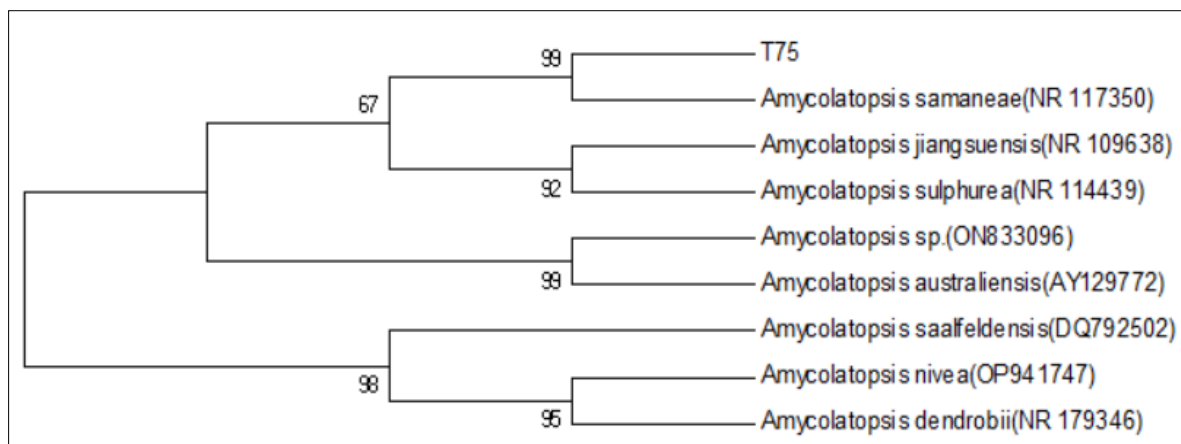 T75
99
Amycolatopsis samaneae(NR 117350)
67
Amycolatopsis jiangsuensis(NR 109638)
92
Amycolatopsis sulphurea(NR 114439)
Amycolatopsis sp.(ON833096)
99
Amycolatopsis australiensis(AY129772)
Amycolatopsis saalfeldensis(DQ792502)
98
Amycolatopsis nivea(OP941747)
95
Amycolatopsis dendrobii(NR 179346)